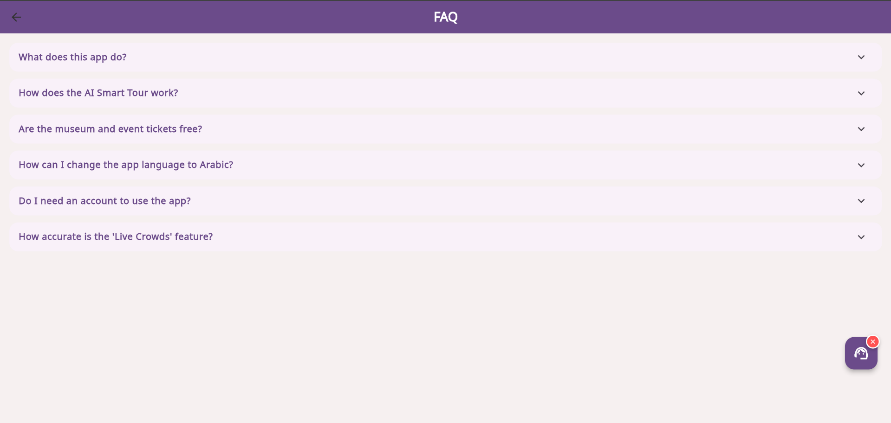 FAQ
What does this app do?
How does the AI Smart Tour work?
Are the museum and event tickets free?
How can I change the app language to Arabic?
Do I need an account to use the app?
How accurate is the 'Live Crowds' feature?